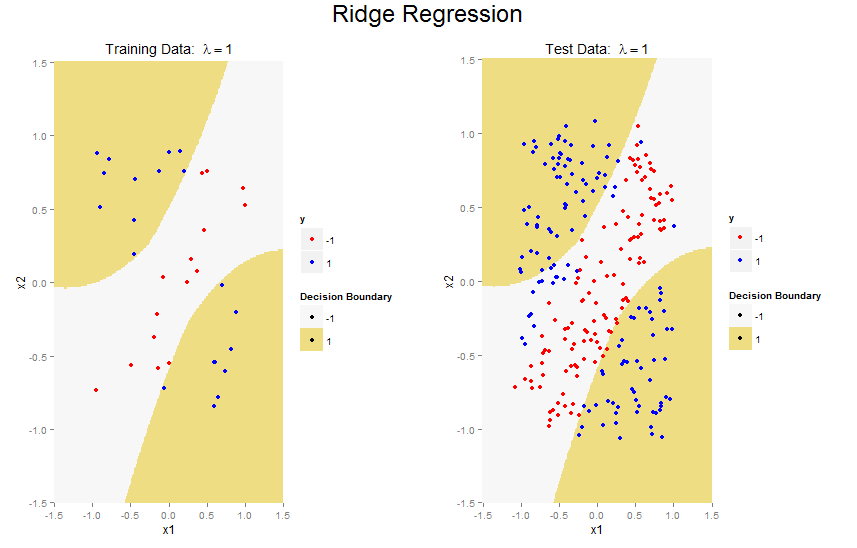 Ridge Regression
Training Data: λ = 1
1.5
1.0
0.5
0.0
-0.5
-1.0
-1.5
x2
-1.5 -1.0 -0.5 0.0 0.5 1.0 1.5
x1
y
-1
1
Decision Boundary
-1
1
Test Data: λ = 1
1.5
1.0
0.5
0.0
-0.5
-1.0
-1.5
x2
-1.5 -1.0 -0.5 0.0 0.5 1.0 1.5
x1
y
-1
1
Decision Boundary
-1
1